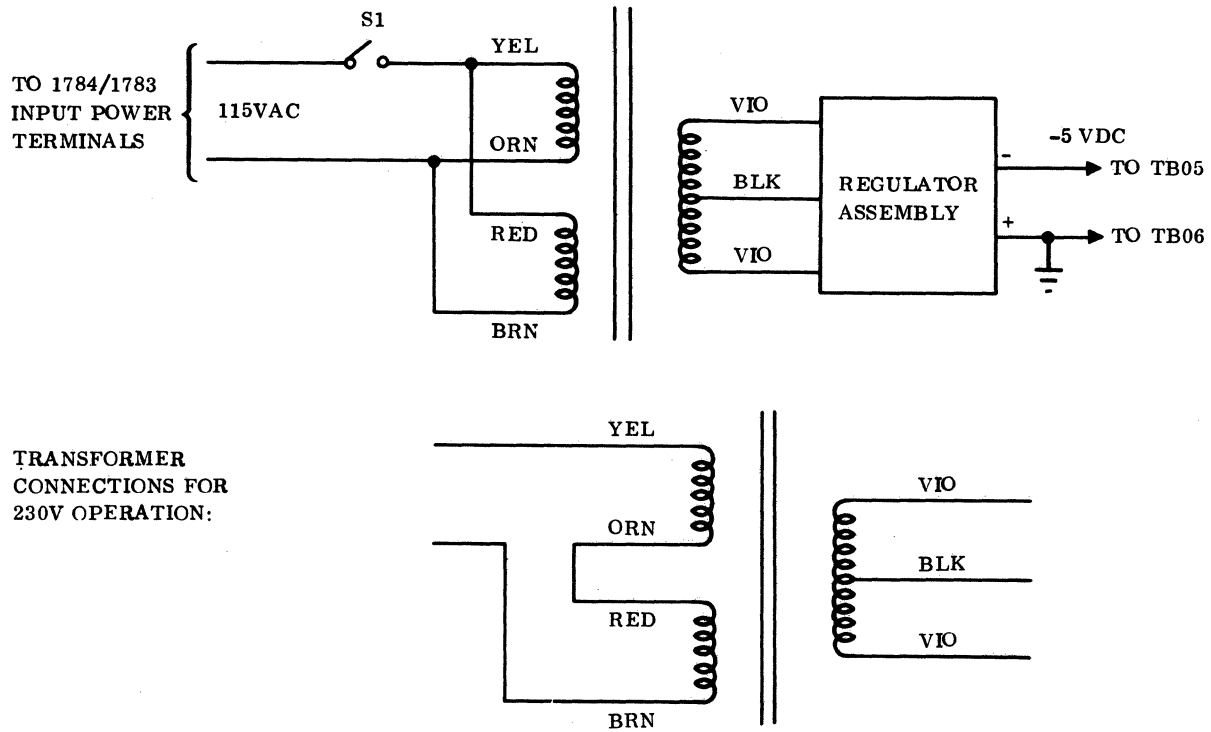 S1
YEL
TO 1784/1783
INPUT POWER
TERMINALS
115VAC
ORN
RED
BRN
VIO
BLK
VIO
REGULATOR
ASSEMBLY
-5 VDC
-
TO TB05
+
TO TB06
TRANSFORMER
CONNECTIONS FOR
230V OPERATION:
YEL
ORN
RED
BRN
VIO
BLK
VIO